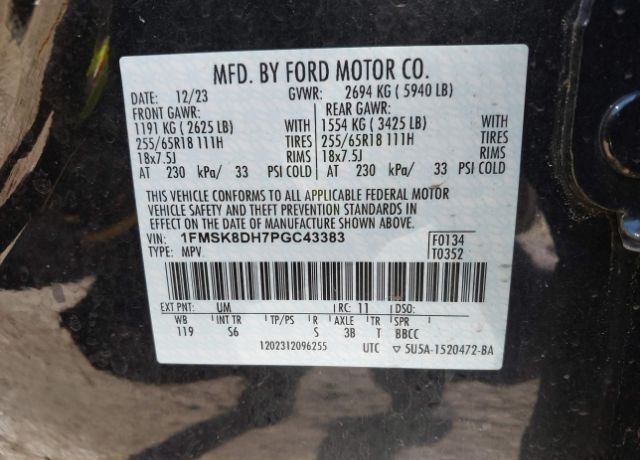 MFD. BY FORD MOTOR CO.
DATE: 12/23 GVWR: 2694 KG ( 5940 LB)
FRONT GAWR: REAR GAWR:
1191 KG ( 2625 LB) WITH 1554 KG ( 3425 LB) WITH
255/65R18 111H TIRES 255/65R18 111H TIRES
18x7.5J RIMS 18x7.5J RIMS
AT 230 kPa/ 33 PSI COLD AT 230 kPa/ 33 PSI COLD
THIS VEHICLE CONFORMS TO ALL APPLICABLE FEDERAL MOTOR
VEHICLE SAFETY AND THEFT PREVENTION STANDARDS IN
EFFECT ON THE DATE OF MANUFACTURE SHOWN ABOVE.
VIN: 1FMSK8DH7PGC43383 F0134
TYPE: MPV T0352
EXT PNT: UM RC: 11 DSO:
WB INT TR TP/PS R AXLE TR SPR
119 S6 S 3B T BBCC
1202312096255 UTC 5U5A-1520472-BA